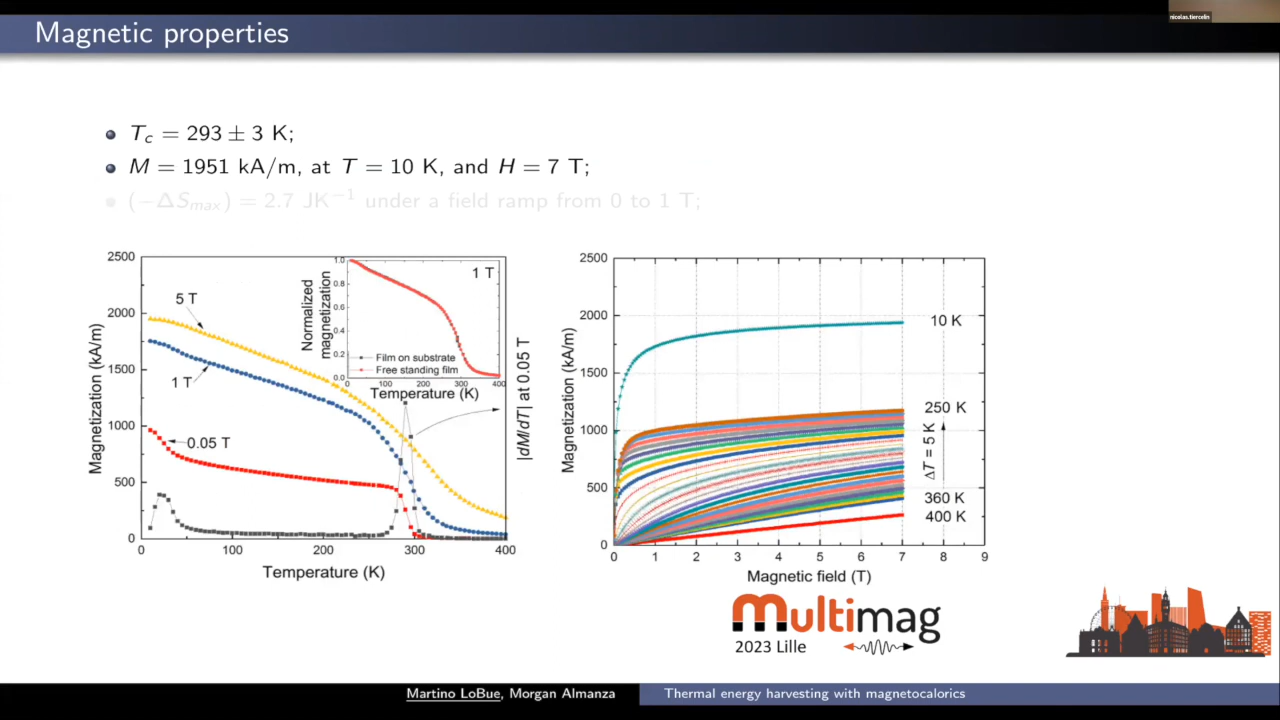 nicolas.tiercelin
Magnetic properties
T_c = 293 ± 3 K;
M = 1951 kA/m, at T = 10 K, and H = 7 T;
(−ΔS_max) = 2.7 JK⁻¹ under a field ramp from 0 to 1 T;
2500
2000
1500
1000
500
0
Magnetization (kA/m)
5 T
1 T
0.05 T
0
100
200
300
400
Temperature (K)
Normalized
magnetization
1.0
0.8
0.6
0.4
0.2
0.0
1 T
Film on substrate
Free standing film
0
100
200
300
400
Temperature (K)
|dM/dT| at 0.05 T
2500
2000
1500
1000
500
0
Magnetization (kA/m)
10 K
250 K
ΔT = 5 K
360 K
400 K
0
1
2
3
4
5
6
7
8
9
Magnetic field (T)
multimag
2023 Lille
Martino LoBue, Morgan Almanza
Thermal energy harvesting with magnetocalorics